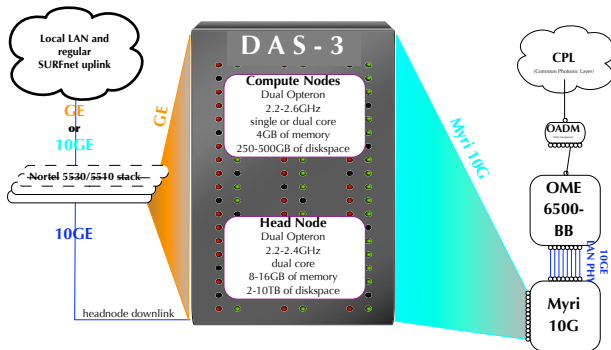 Local LAN and
regular
SURFnet uplink
GE
or
10GE
Nortel 5530/5510 stack
10GE
headnode downlink
GE
DAS-3
Compute Nodes
Dual Opteron
2.2-2.6GHz
single or dual core
4GB of memory
250-500GB of diskspace
Head Node
Dual Opteron
2.2-2.4GHz
dual core
8-16GB of memory
2-10TB of diskspace
Myri 10G
CPL
(Common Photonic Layer)
OADM
OME
6500-
BB
10GE
LAN PHY
Myri
10G